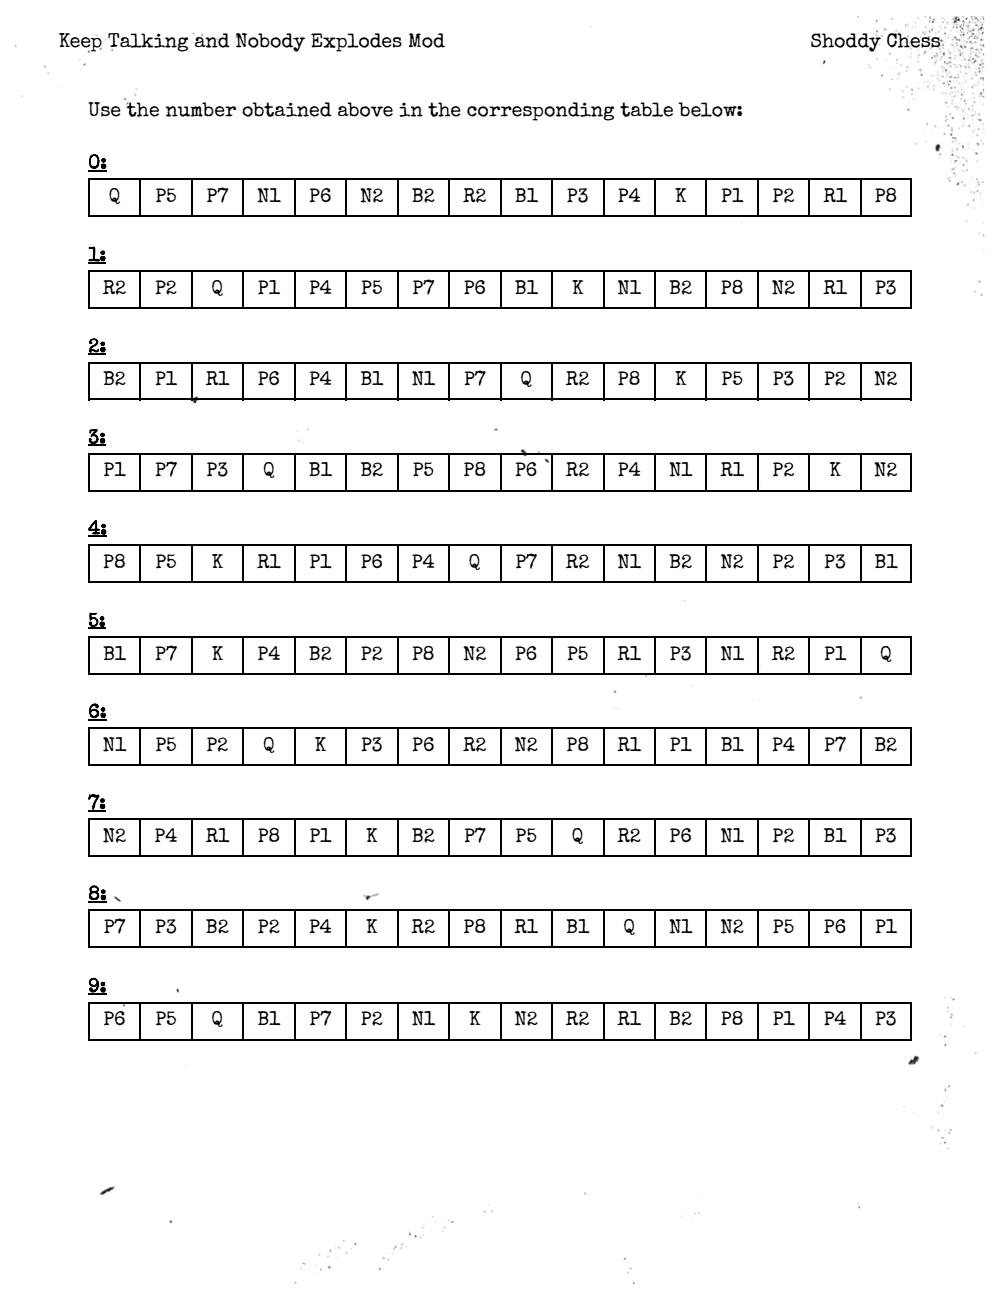 Keep Talking and Nobody Explodes Mod Shoddy Chess
Use the number obtained above in the corresponding table below:
0:
Q P5 P7 N1 P6 N2 B2 R2 B1 P3 P4 K P1 P2 R1 P8
1:
R2 P2 Q P1 P4 P5 P7 P6 B1 K N1 B2 P8 N2 R1 P3
2:
B2 P1 R1 P6 P4 B1 N1 P7 Q R2 P8 K P5 P3 P2 N2
3:
P1 P7 P3 Q B1 B2 P5 P8 P6 R2 P4 N1 R1 P2 K N2
4:
P8 P5 K R1 P1 P6 P4 Q P7 R2 N1 B2 N2 P2 P3 B1
5:
B1 P7 K P4 B2 P2 P8 N2 P6 P5 R1 P3 N1 R2 P1 Q
6:
N1 P5 P2 Q K P3 P6 R2 N2 P8 R1 P1 B1 P4 P7 B2
7:
N2 P4 R1 P8 P1 K B2 P7 P5 Q R2 P6 N1 P2 B1 P3
8:
P7 P3 B2 P2 P4 K R2 P8 R1 B1 Q N1 N2 P5 P6 P1
9:
P6 P5 Q B1 P7 P2 N1 K N2 R2 R1 B2 P8 P1 P4 P3